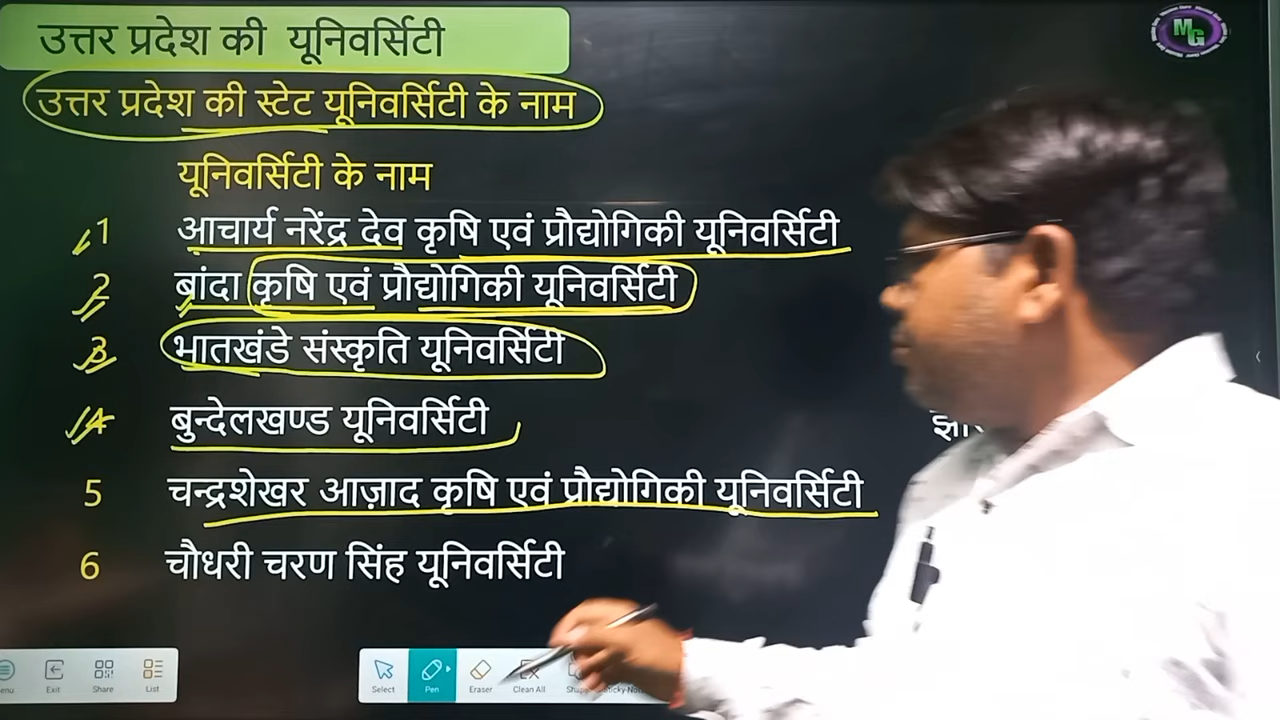 उत्तर प्रदेश की यूनिवर्सिटी
MG
उत्तर प्रदेश की स्टेट यूनिवर्सिटी के नाम
यूनिवर्सिटी के नाम
1 आचार्य नरेंद्र देव कृषि एवं प्रौद्योगिकी यूनिवर्सिटी
2 बांदा कृषि एवं प्रौद्योगिकी यूनिवर्सिटी
3 भातखंडे संस्कृति यूनिवर्सिटी
4 बुन्देलखण्ड यूनिवर्सिटी
5 चन्द्रशेखर आज़ाद कृषि एवं प्रौद्योगिकी यूनिवर्सिटी
6 चौधरी चरण सिंह यूनिवर्सिटी
Exit Share List Select Pen Eraser Clean All